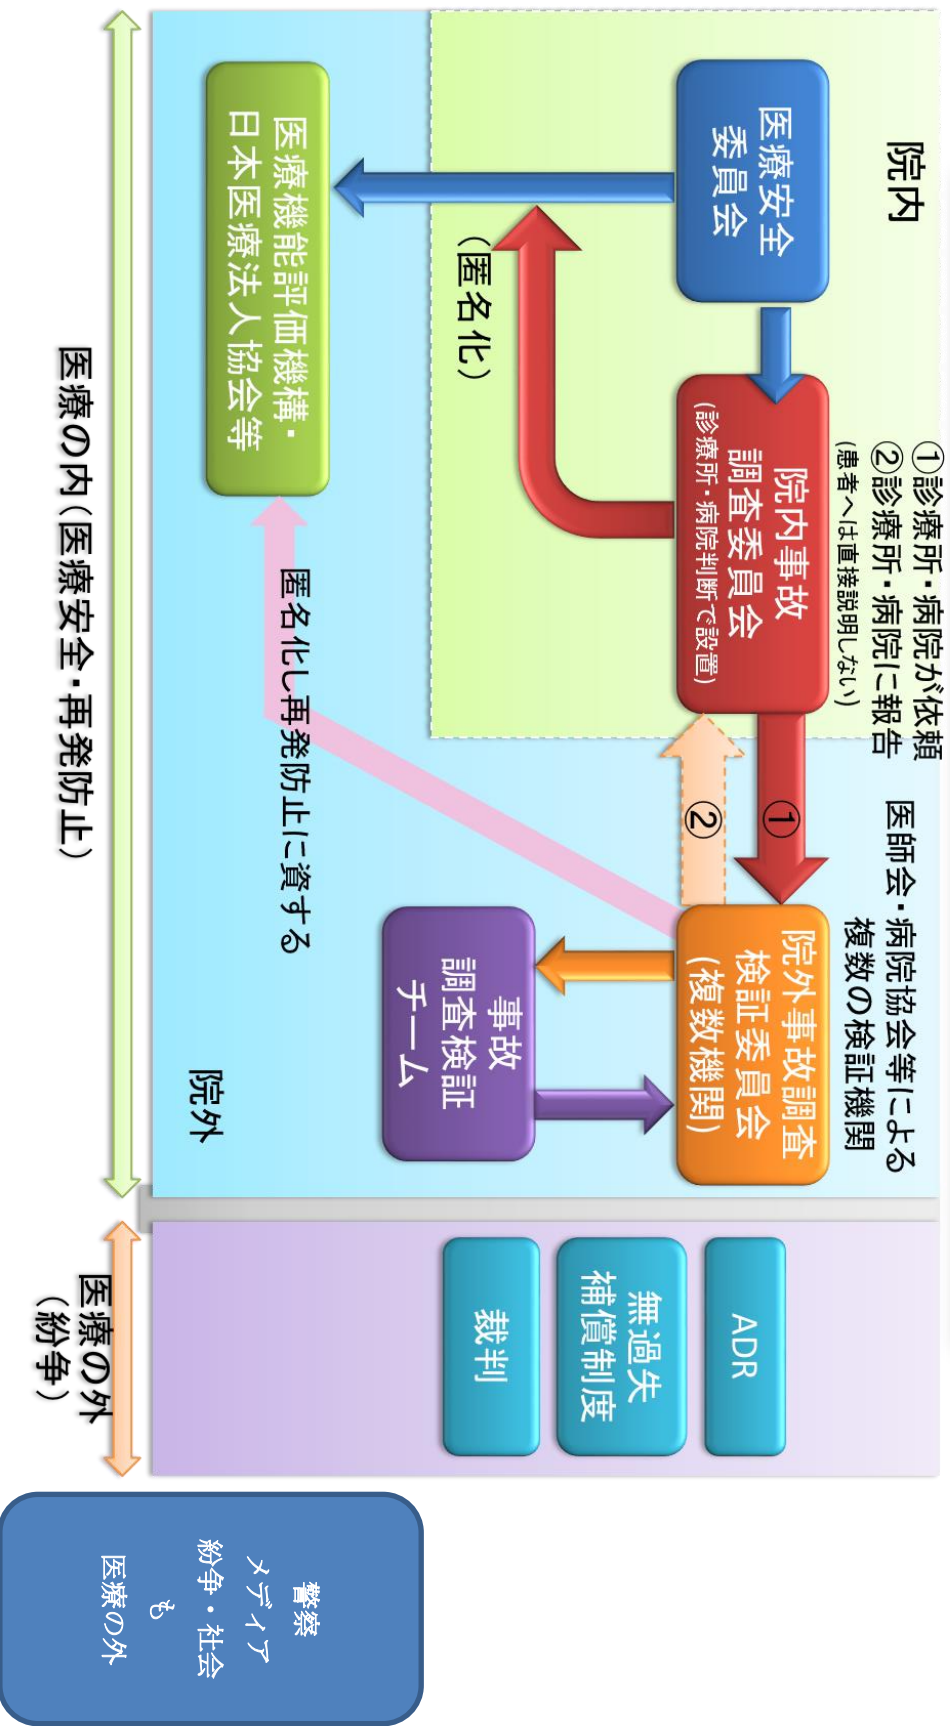 院内
①診療所・病院が依頼
②診療所・病院に報告
(患者へは直接説明しない)
医師会・病院協会等による
複数の検証機関
医療安全
委員会
院内事故
調査委員会
(診療所・病院判断で設置)
①
②
院外事故調査
検証委員会
(複数機関)
(匿名化)
事故
調査検証
チーム
匿名化し再発防止に資する
医療機能評価機構・
日本医療法人協会等
院外
ADR
無過失
補償制度
裁判
医療の内(医療安全・再発防止)
医療の外
(紛争)
警察
メディア
紛争・社会
も
医療の外